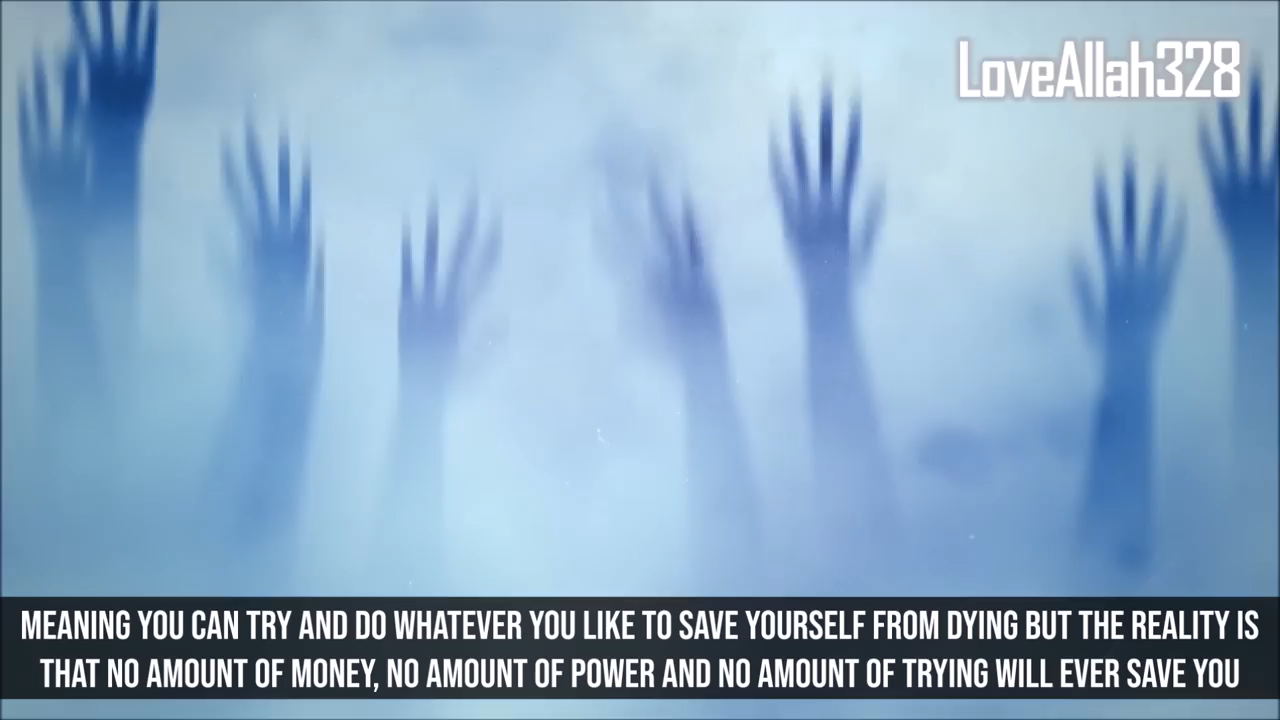 LoveAllah328
MEANING YOU CAN TRY AND DO WHATEVER YOU LIKE TO SAVE YOURSELF FROM DYING BUT THE REALITY IS
THAT NO AMOUNT OF MONEY, NO AMOUNT OF POWER AND NO AMOUNT OF TRYING WILL EVER SAVE YOU